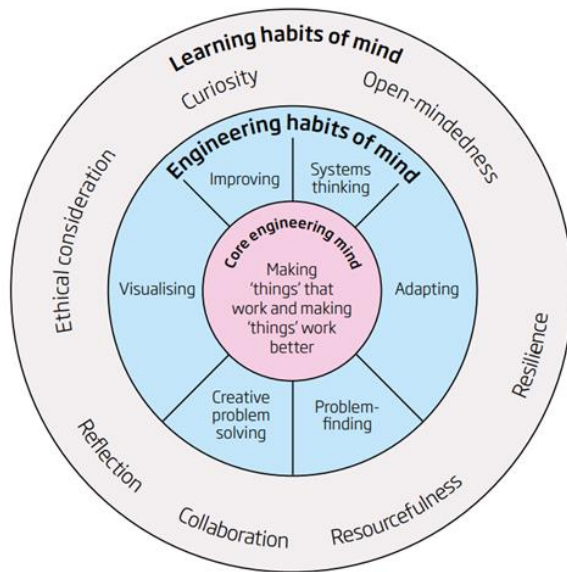 Learning habits of mind
Curiosity
Open-mindedness
Ethical consideration
Resilience
Reflection
Collaboration
Resourcefulness
Engineering habits of mind
Improving
Systems
thinking
Visualising
Adapting
Creative
problem
solving
Problem-
finding
Core engineering mind
Making
'things' that
work and making
'things' work
better